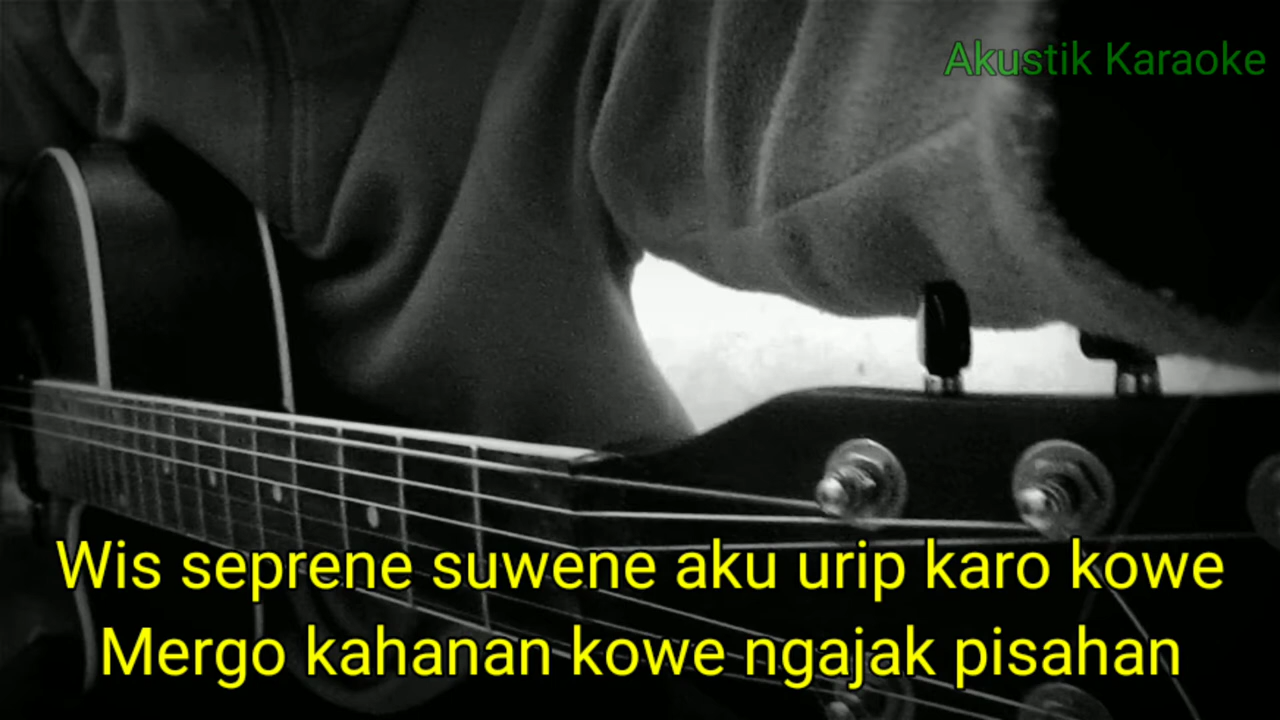 Akustik Karaoke
Wis seprene suwene aku urip karo kowe
Mergo kahanan kowe ngajak pisahan